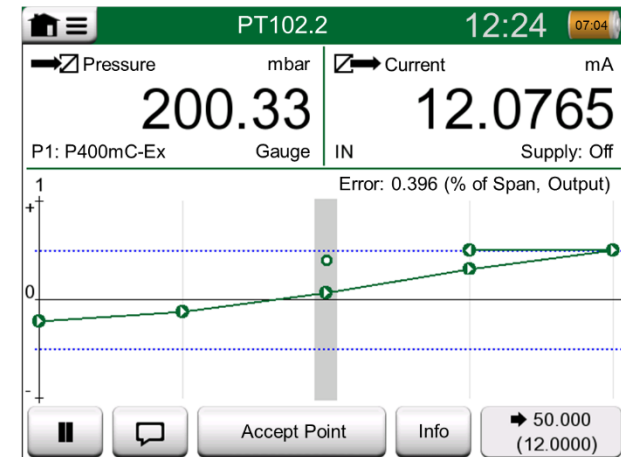 PT102.2 12:24 07:04
Pressure mbar
200.33
P1: P400mC-Ex Gauge
Current mA
12.0765
IN Supply: Off
1 Error: 0.396 (% of Span, Output)
+
0
-
Accept Point Info 50.000
(12.0000)